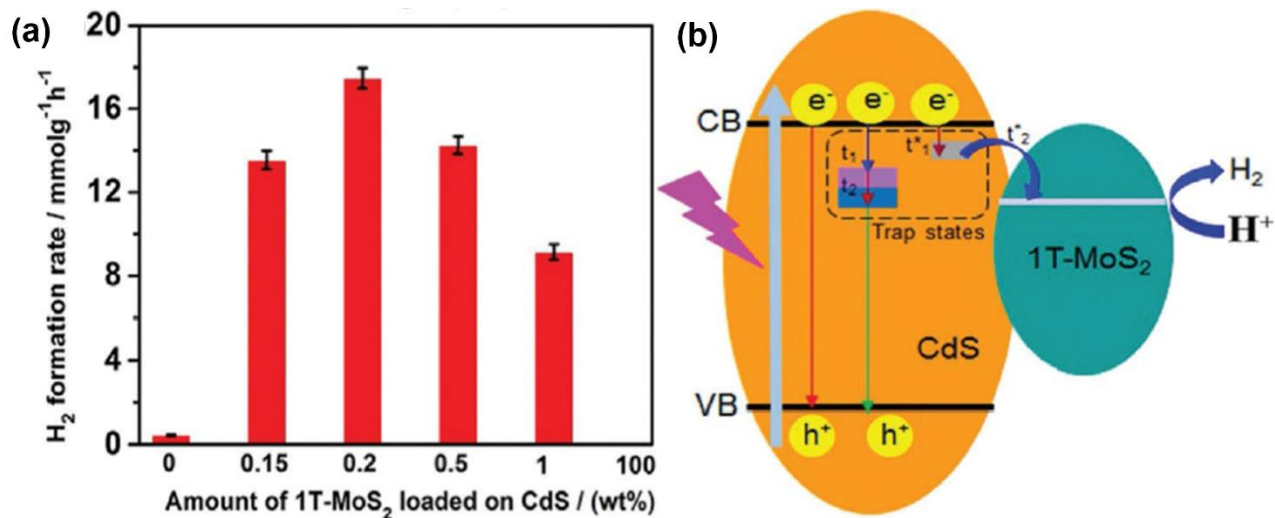 (a)
H₂ formation rate / mmolg⁻¹h⁻¹
20
16
12
8
4
0
0 0.15 0.2 0.5 1 100
Amount of 1T-MoS₂ loaded on CdS / (wt%)
(b)
e⁻ e⁻ e⁻
CB
t₁
t*₁
t*₂
t₂
Trap states
H₂
H⁺
1T-MoS₂
CdS
VB
h⁺ h⁺